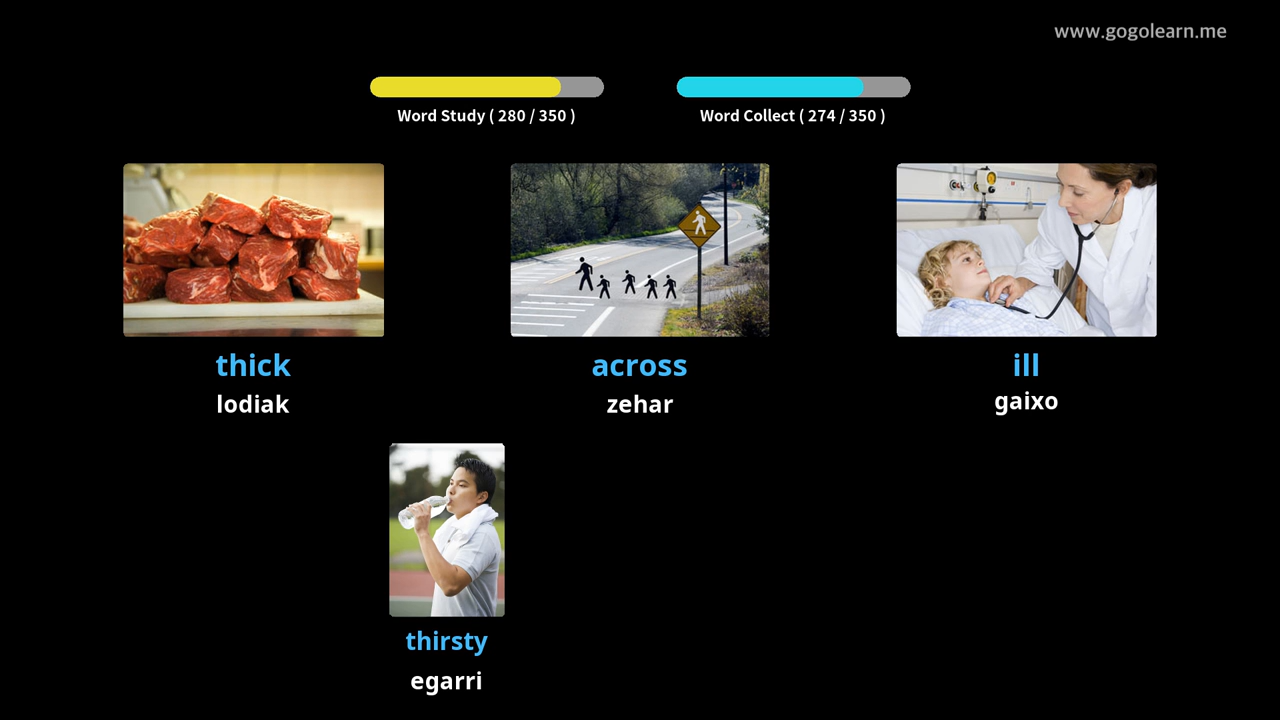 www.gogolearn.me
Word Study ( 280 / 350 )
Word Collect ( 274 / 350 )
thick
lodiak
across
zehar
ill
gaixo
thirsty
egarri